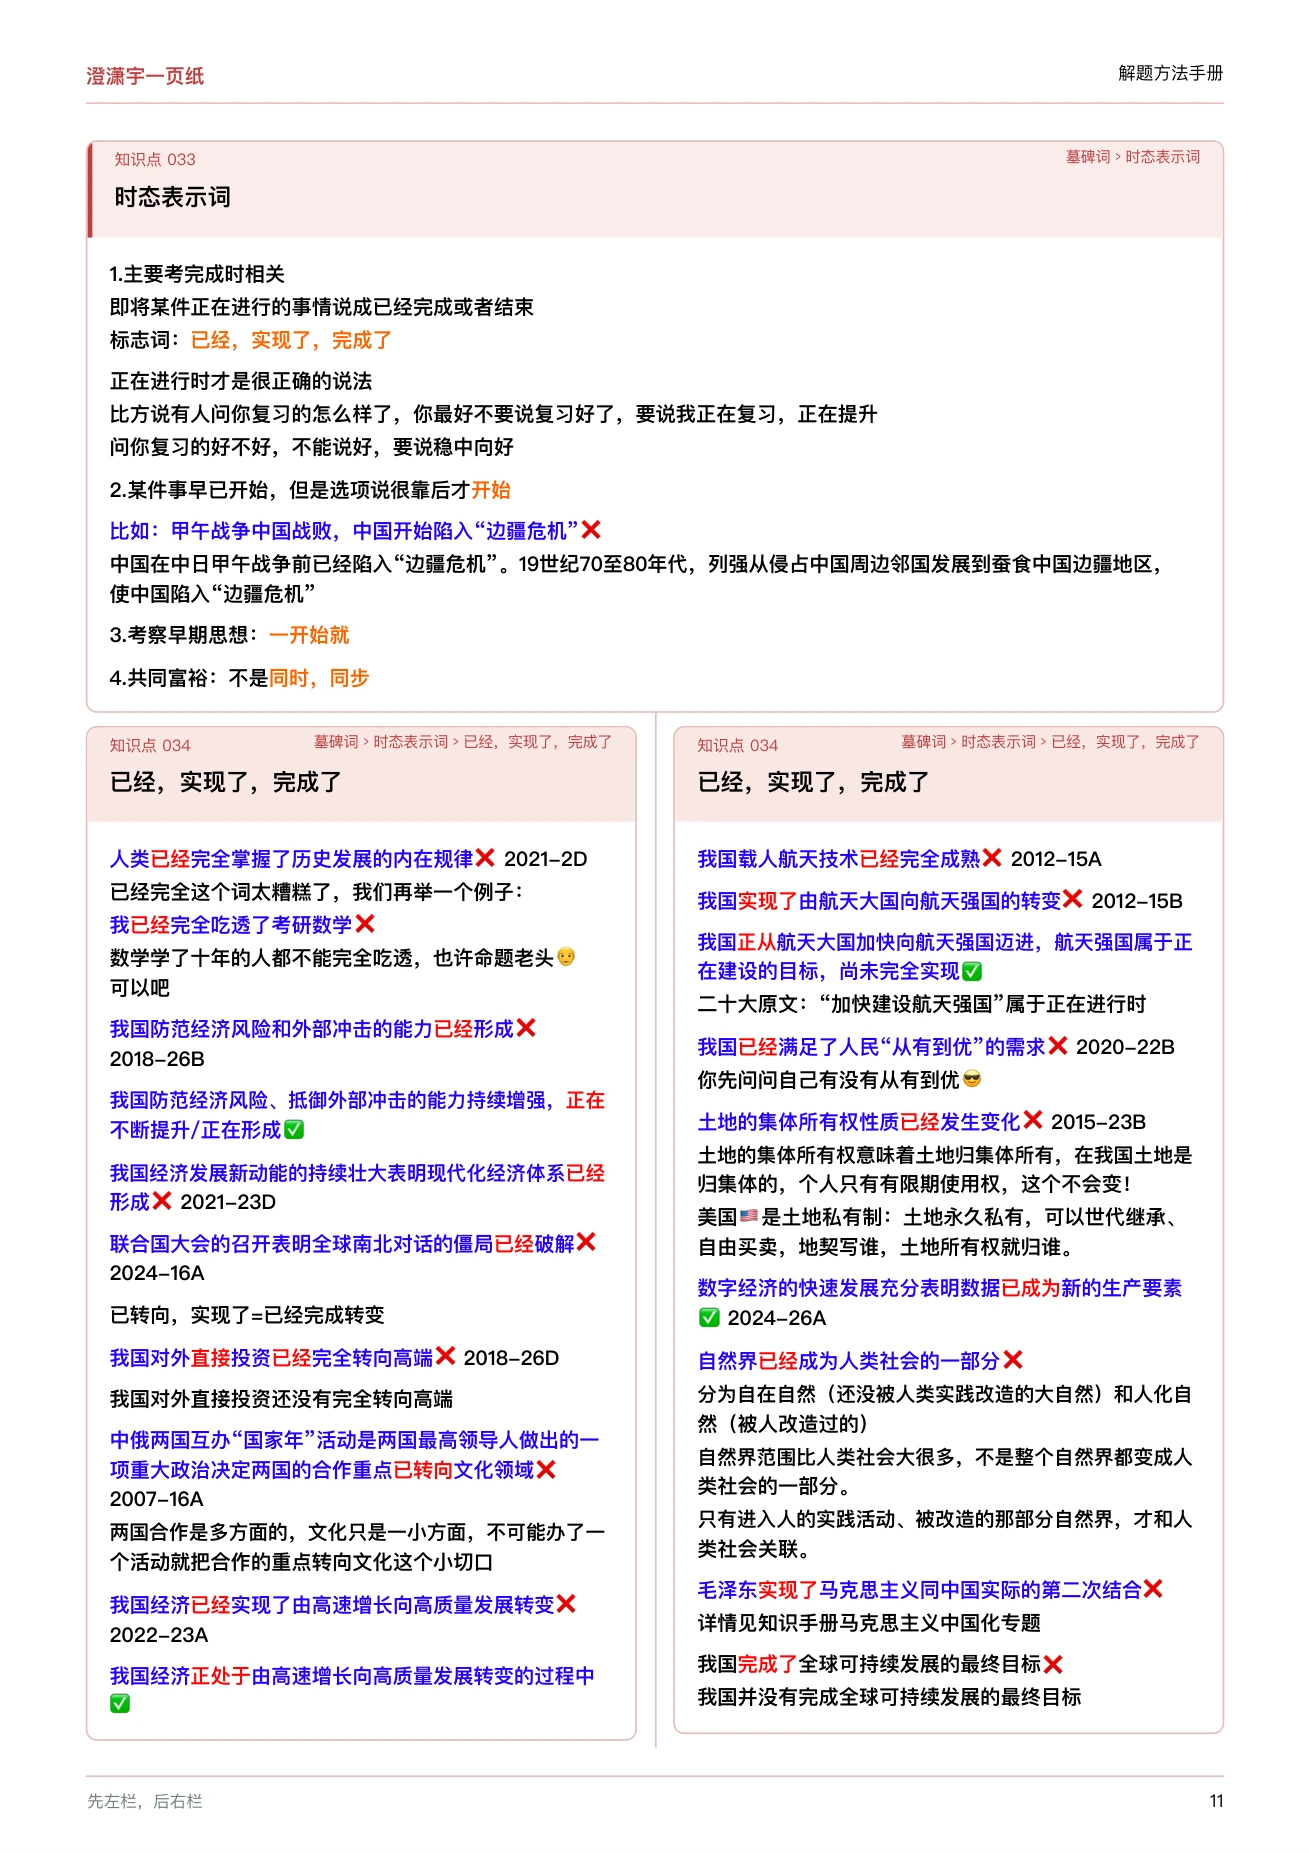 澄潇宇一页纸
解题方法手册
知识点 033
墓碑词 › 时态表示词
时态表示词
1.主要考完成时相关
即将某件正在进行的事情说成已经完成或者结束
标志词：已经，实现了，完成了
正在进行时才是很正确的说法
比方说有人问你复习的怎么样了，你最好不要说复习好了，要说我正在复习，正在提升
问你复习的好不好，不能说好，要说稳中向好
2.某件事早已开始，但是选项说很靠后才开始
比如：甲午战争中国战败，中国开始陷入“边疆危机”❌
中国在中日甲午战争前已经陷入“边疆危机”。19世纪70至80年代，列强从侵占中国周边邻国发展到蚕食中国边疆地区，
使中国陷入“边疆危机”
3.考察早期思想：一开始就
4.共同富裕：不是同时，同步
知识点 034
墓碑词 › 时态表示词 › 已经，实现了，完成了
已经，实现了，完成了
人类已经完全掌握了历史发展的内在规律❌ 2021-2D
已经完全这个词太糟糕了，我们再举一个例子：
我已经完全吃透了考研数学❌
数学学了十年的人都不能完全吃透，也许命题老头👴
可以吧
我国防范经济风险和外部冲击的能力已经形成❌
2018-26B
我国防范经济风险、抵御外部冲击的能力持续增强，正在
不断提升/正在形成✅
我国经济发展新动能的持续壮大表明现代化经济体系已经
形成❌ 2021-23D
联合国大会的召开表明全球南北对话的僵局已经破解❌
2024-16A
已转向，实现了=已经完成转变
我国对外直接投资已经完全转向高端❌ 2018-26D
我国对外直接投资还没有完全转向高端
中俄两国互办“国家年”活动是两国最高领导人做出的一
项重大政治决定两国的合作重点已转向文化领域❌
2007-16A
两国合作是多方面的，文化只是一小方面，不可能办了一
个活动就把合作的重点转向文化这个小切口
我国经济已经实现了由高速增长向高质量发展转变❌
2022-23A
我国经济正处于由高速增长向高质量发展转变的过程中
✅
知识点 034
墓碑词 › 时态表示词 › 已经，实现了，完成了
已经，实现了，完成了
我国载人航天技术已经完全成熟❌ 2012-15A
我国实现了由航天大国向航天强国的转变❌ 2012-15B
我国正从航天大国加快向航天强国迈进，航天强国属于正
在建设的目标，尚未完全实现✅
二十大原文：“加快建设航天强国”属于正在进行时
我国已经满足了人民“从有到优”的需求❌ 2020-22B
你先问问自己有没有从有到优😎
土地的集体所有权性质已经发生变化❌ 2015-23B
土地的集体所有权意味着土地归集体所有，在我国土地是
归集体的，个人只有有限期使用权，这个不会变！
美国🇺🇸是土地私有制：土地永久私有，可以世代继承、
自由买卖，地契写谁，土地所有权就归谁。
数字经济的快速发展充分表明数据已成为新的生产要素
✅ 2024-26A
自然界已经成为人类社会的一部分❌
分为自在自然（还没被人类实践改造的大自然）和人化自
然（被人改造过的）
自然界范围比人类社会大很多，不是整个自然界都变成人
类社会的一部分。
只有进入人的实践活动、被改造的那部分自然界，才和人
类社会关联。
毛泽东实现了马克思主义同中国实际的第二次结合❌
详情见知识手册马克思主义中国化专题
我国完成了全球可持续发展的最终目标❌
我国并没有完成全球可持续发展的最终目标
先左栏，后右栏
11